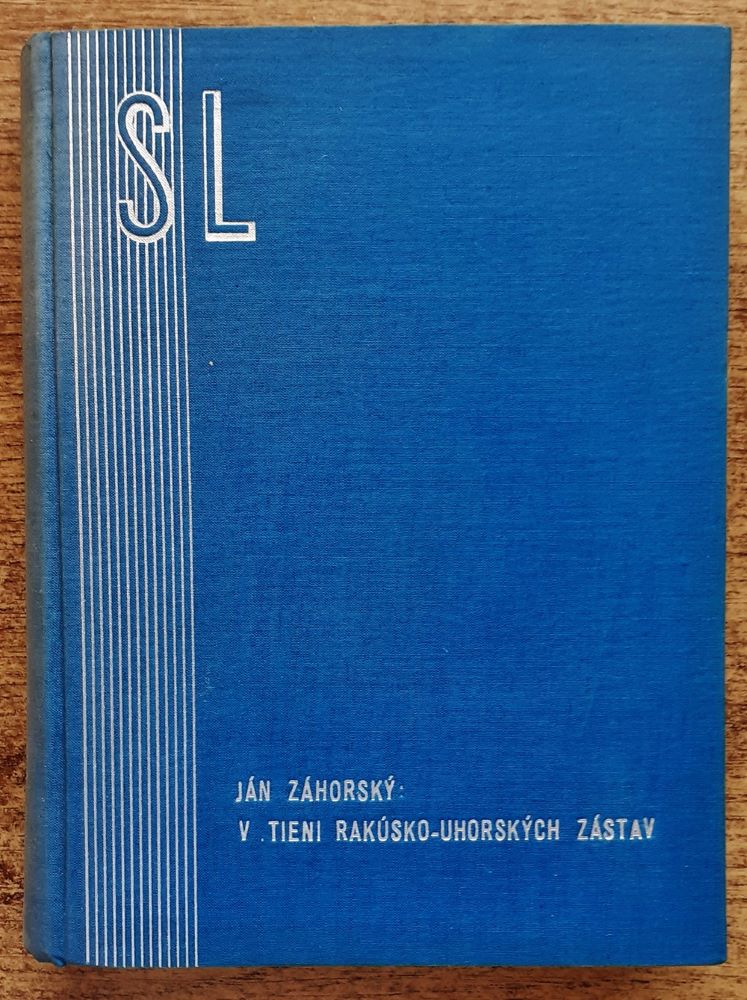 SL
JÁN ZÁHORSKÝ:
V TIENI RAKÚSKO-UHORSKÝCH ZÁSTAV